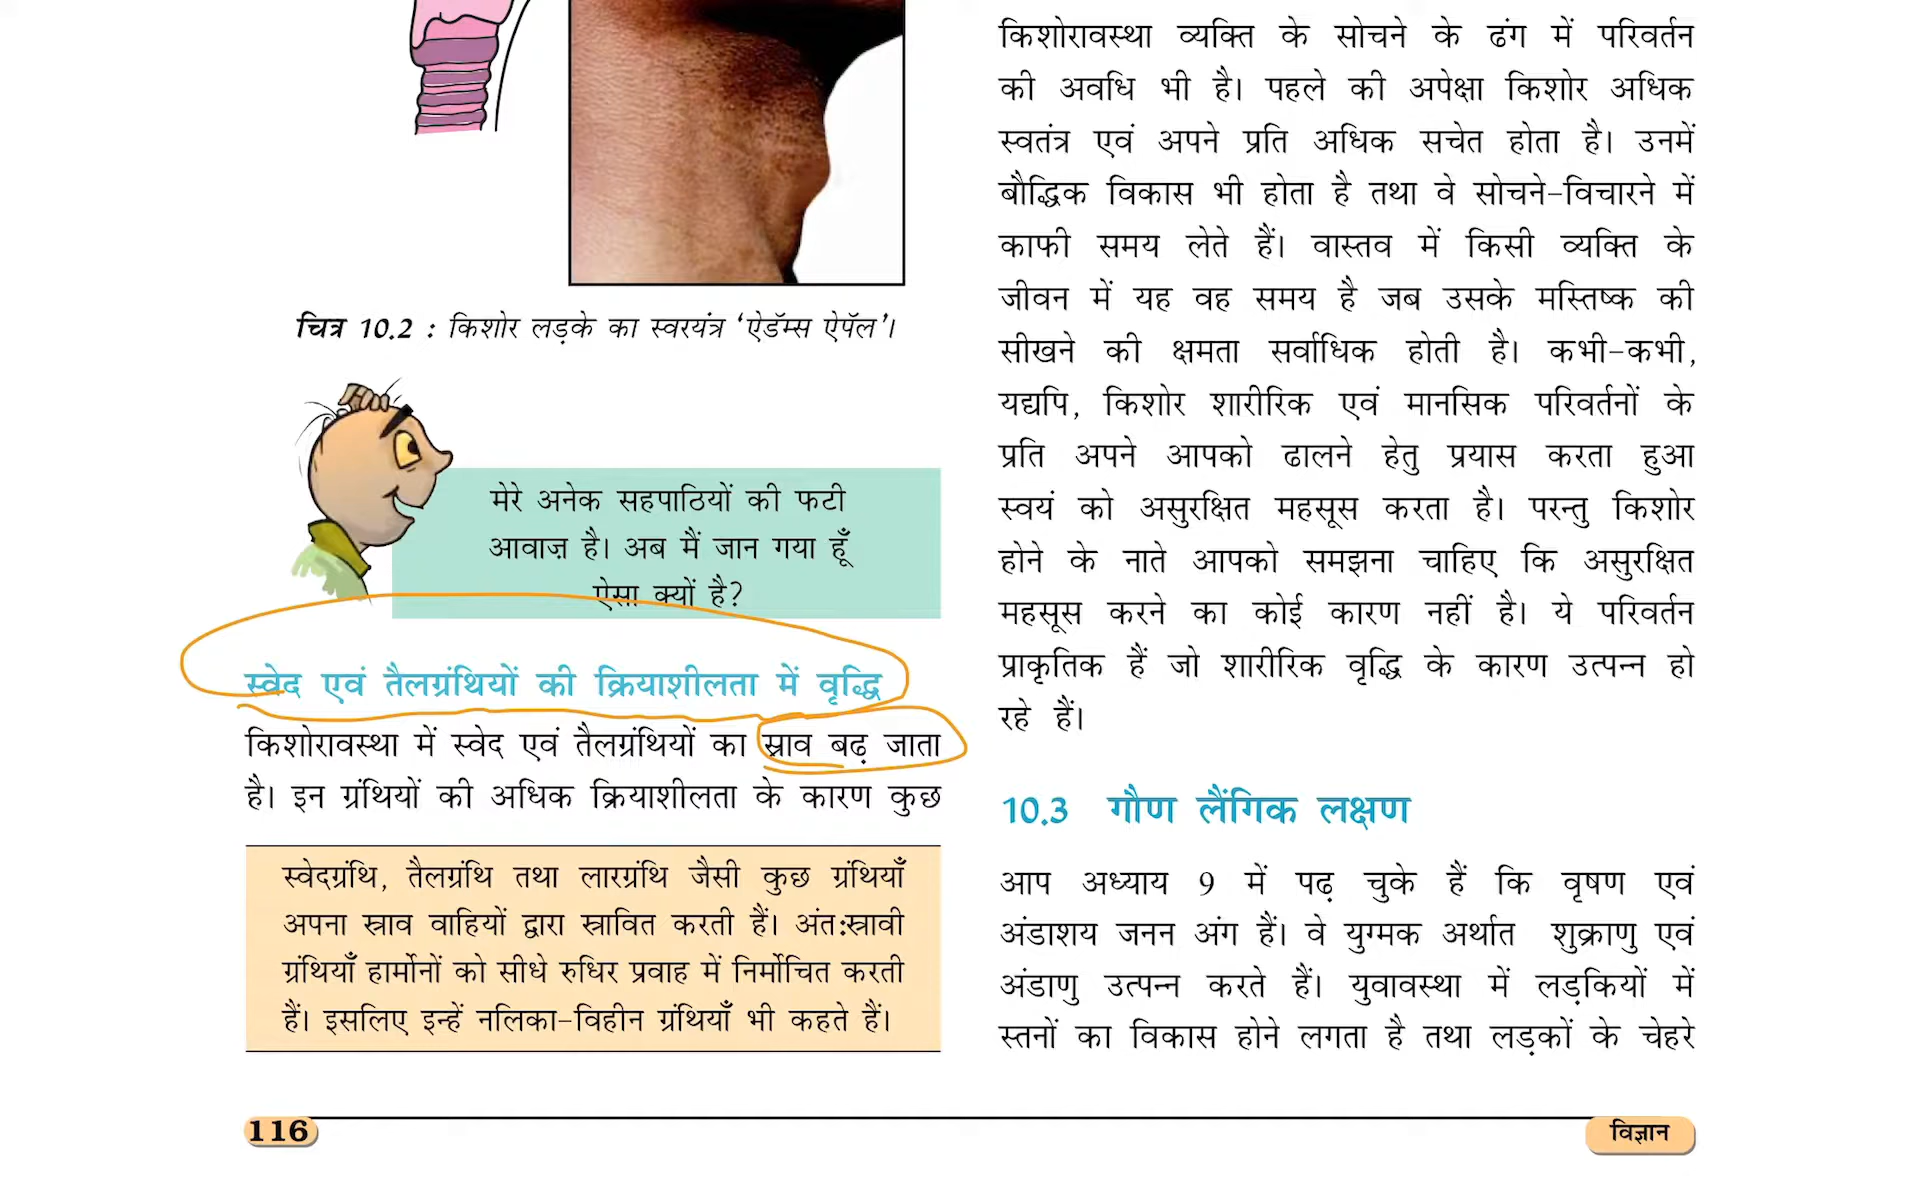 चित्र 10.2 : किशोर लड़के का स्वरयंत्र ‘ऐडॅम्स ऐपॅल’।
मेरे अनेक सहपाठियों की फटी
आवाज़ है। अब मैं जान गया हूँ
ऐसा क्यों है?
स्वेद एवं तैलग्रंथियों की क्रियाशीलता में वृद्धि
किशोरावस्था में स्वेद एवं तैलग्रंथियों का स्राव बढ़ जाता
है। इन ग्रंथियों की अधिक क्रियाशीलता के कारण कुछ
स्वेदग्रंथि, तैलग्रंथि तथा लारग्रंथि जैसी कुछ ग्रंथियाँ
अपना स्राव वाहियों द्वारा स्रावित करती हैं। अंत:स्रावी
ग्रंथियाँ हार्मोनों को सीधे रुधिर प्रवाह में निर्मोचित करती
हैं। इसलिए इन्हें नलिका-विहीन ग्रंथियाँ भी कहते हैं।
किशोरावस्था व्यक्ति के सोचने के ढंग में परिवर्तन
की अवधि भी है। पहले की अपेक्षा किशोर अधिक
स्वतंत्र एवं अपने प्रति अधिक सचेत होता है। उनमें
बौद्धिक विकास भी होता है तथा वे सोचने-विचारने में
काफी समय लेते हैं। वास्तव में किसी व्यक्ति के
जीवन में यह वह समय है जब उसके मस्तिष्क की
सीखने की क्षमता सर्वाधिक होती है। कभी-कभी,
यद्यपि, किशोर शारीरिक एवं मानसिक परिवर्तनों के
प्रति अपने आपको ढालने हेतु प्रयास करता हुआ
स्वयं को असुरक्षित महसूस करता है। परन्तु किशोर
होने के नाते आपको समझना चाहिए कि असुरक्षित
महसूस करने का कोई कारण नहीं है। ये परिवर्तन
प्राकृतिक हैं जो शारीरिक वृद्धि के कारण उत्पन्न हो
रहे हैं।
10.3 गौण लैंगिक लक्षण
आप अध्याय 9 में पढ़ चुके हैं कि वृषण एवं
अंडाशय जनन अंग हैं। वे युग्मक अर्थात शुक्राणु एवं
अंडाणु उत्पन्न करते हैं। युवावस्था में लड़कियों में
स्तनों का विकास होने लगता है तथा लड़कों के चेहरे
116
विज्ञान